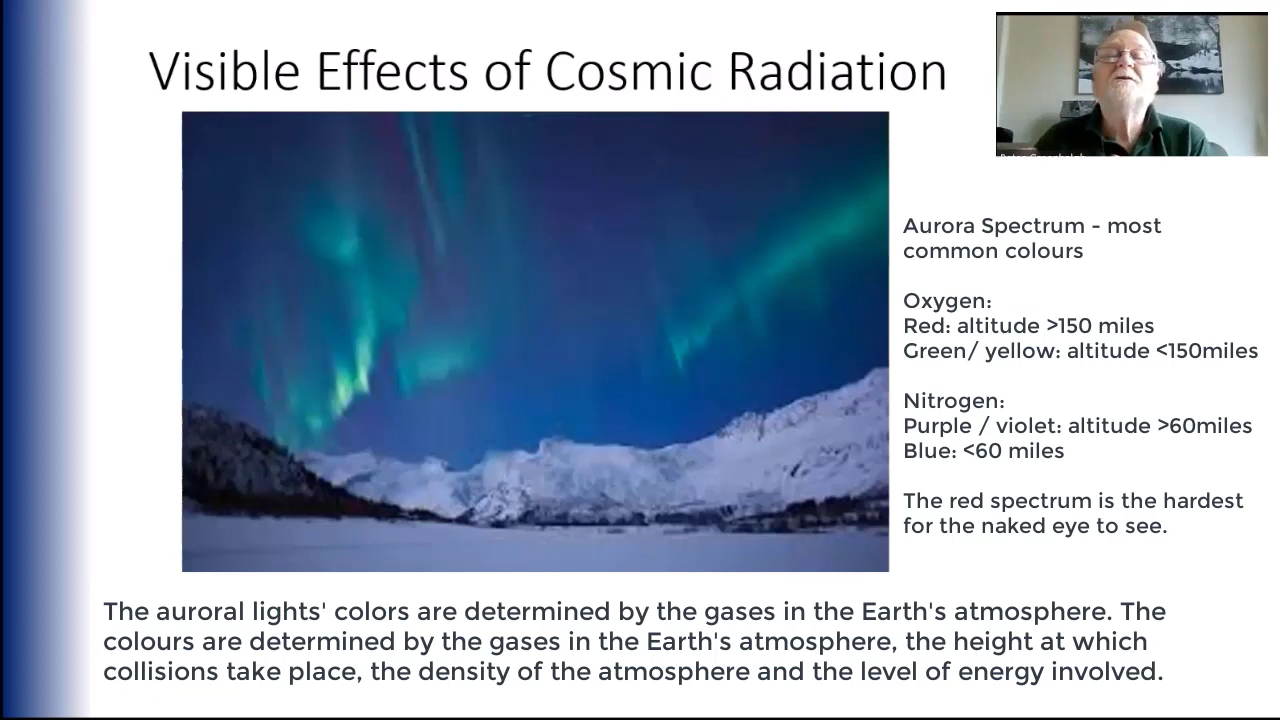 Visible Effects of Cosmic Radiation
Aurora Spectrum - most
common colours
Oxygen:
Red: altitude >150 miles
Green/ yellow: altitude <150miles
Nitrogen:
Purple / violet: altitude >60miles
Blue: <60 miles
The red spectrum is the hardest
for the naked eye to see.
The auroral lights' colors are determined by the gases in the Earth's atmosphere. The
colours are determined by the gases in the Earth's atmosphere, the height at which
collisions take place, the density of the atmosphere and the level of energy involved.